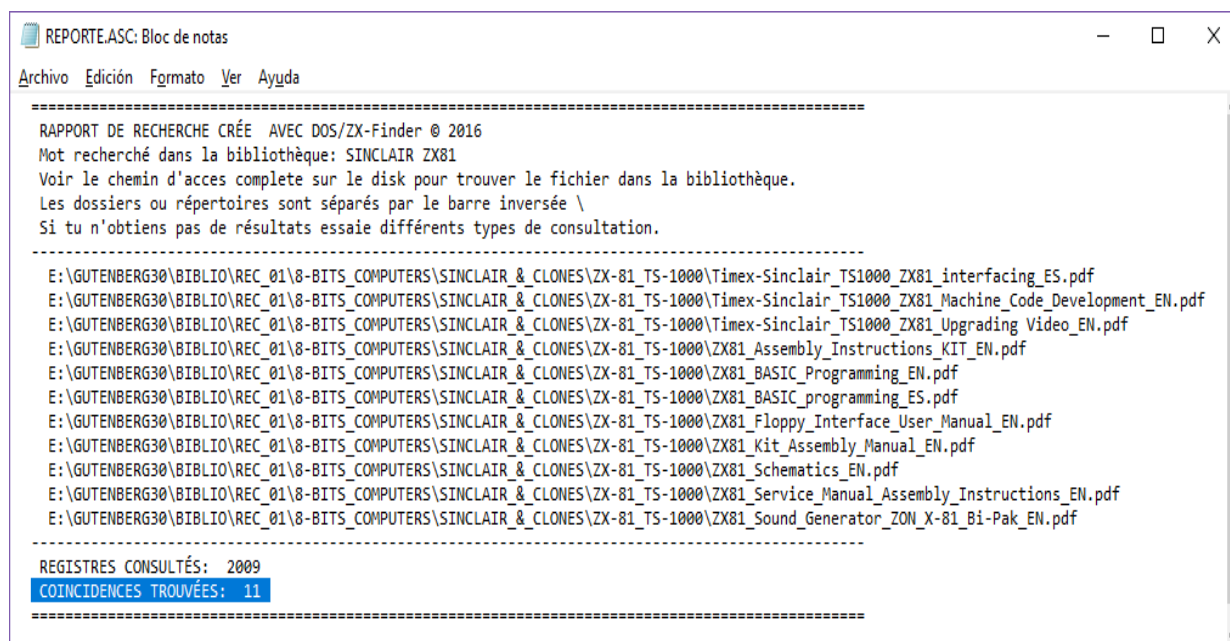 REPORTE.ASC: Bloc de notas
Archivo Edición Formato Ver Ayuda
==================================================================================================
RAPPORT DE RECHERCHE CRÉE  AVEC DOS/ZX-Finder © 2016
Mot recherché dans la bibliothèque: SINCLAIR ZX81
Voir le chemin d'acces complete sur le disk pour trouver le fichier dans la bibliothèque.
Les dossiers ou répertoires sont séparés par le barre inversée \
Si tu n'obtiens pas de résultats essaie différents types de consultation.
--------------------------------------------------------------------------------------------------
E:\GUTENBERG30\BIBLIO\REC_01\8-BITS_COMPUTERS\SINCLAIR_&_CLONES\ZX-81_TS-1000\Timex-Sinclair_TS1000_ZX81_interfacing_ES.pdf
E:\GUTENBERG30\BIBLIO\REC_01\8-BITS_COMPUTERS\SINCLAIR_&_CLONES\ZX-81_TS-1000\Timex-Sinclair_TS1000_ZX81_Machine_Code_Development_EN.pdf
E:\GUTENBERG30\BIBLIO\REC_01\8-BITS_COMPUTERS\SINCLAIR_&_CLONES\ZX-81_TS-1000\Timex-Sinclair_TS1000_ZX81_Upgrading Video_EN.pdf
E:\GUTENBERG30\BIBLIO\REC_01\8-BITS_COMPUTERS\SINCLAIR_&_CLONES\ZX-81_TS-1000\ZX81_Assembly_Instructions_KIT_EN.pdf
E:\GUTENBERG30\BIBLIO\REC_01\8-BITS_COMPUTERS\SINCLAIR_&_CLONES\ZX-81_TS-1000\ZX81_BASIC_Programming_EN.pdf
E:\GUTENBERG30\BIBLIO\REC_01\8-BITS_COMPUTERS\SINCLAIR_&_CLONES\ZX-81_TS-1000\ZX81_BASIC_programming_ES.pdf
E:\GUTENBERG30\BIBLIO\REC_01\8-BITS_COMPUTERS\SINCLAIR_&_CLONES\ZX-81_TS-1000\ZX81_Floppy_Interface_User_Manual_EN.pdf
E:\GUTENBERG30\BIBLIO\REC_01\8-BITS_COMPUTERS\SINCLAIR_&_CLONES\ZX-81_TS-1000\ZX81_Kit_Assembly_Manual_EN.pdf
E:\GUTENBERG30\BIBLIO\REC_01\8-BITS_COMPUTERS\SINCLAIR_&_CLONES\ZX-81_TS-1000\ZX81_Schematics_EN.pdf
E:\GUTENBERG30\BIBLIO\REC_01\8-BITS_COMPUTERS\SINCLAIR_&_CLONES\ZX-81_TS-1000\ZX81_Service_Manual_Assembly_Instructions_EN.pdf
E:\GUTENBERG30\BIBLIO\REC_01\8-BITS_COMPUTERS\SINCLAIR_&_CLONES\ZX-81_TS-1000\ZX81_Sound_Generator_ZON_X-81_Bi-Pak_EN.pdf
--------------------------------------------------------------------------------------------------
REGISTRES CONSULTÉS:  2009
COINCIDENCES TROUVÉES:  11
==================================================================================================